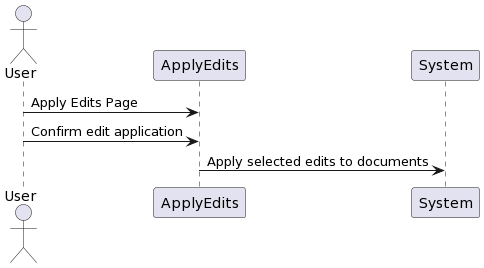 User
ApplyEdits
System
Apply Edits Page
Confirm edit application
Apply selected edits to documents
User
ApplyEdits
System